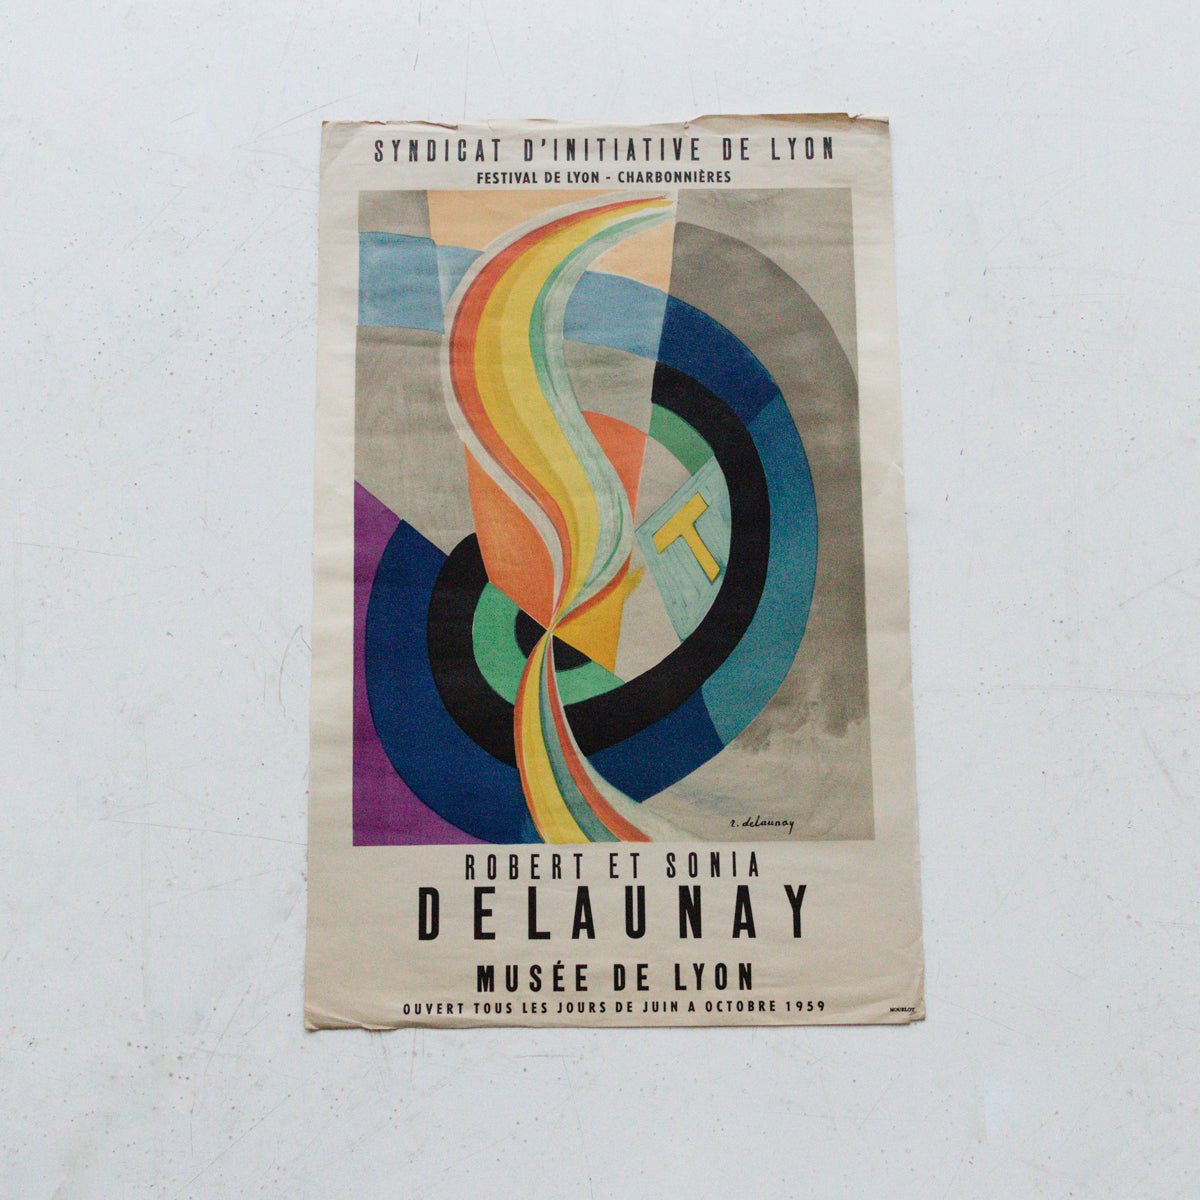 SYNDICAT D'INITIATIVE DE LYON
FESTIVAL DE LYON - CHARBONNIÈRES
T
r. delaunay
ROBERT ET SONIA
DELAUNAY
MUSÉE DE LYON
OUVERT TOUS LES JOURS DE JUIN A OCTOBRE 1959
MOURLOT